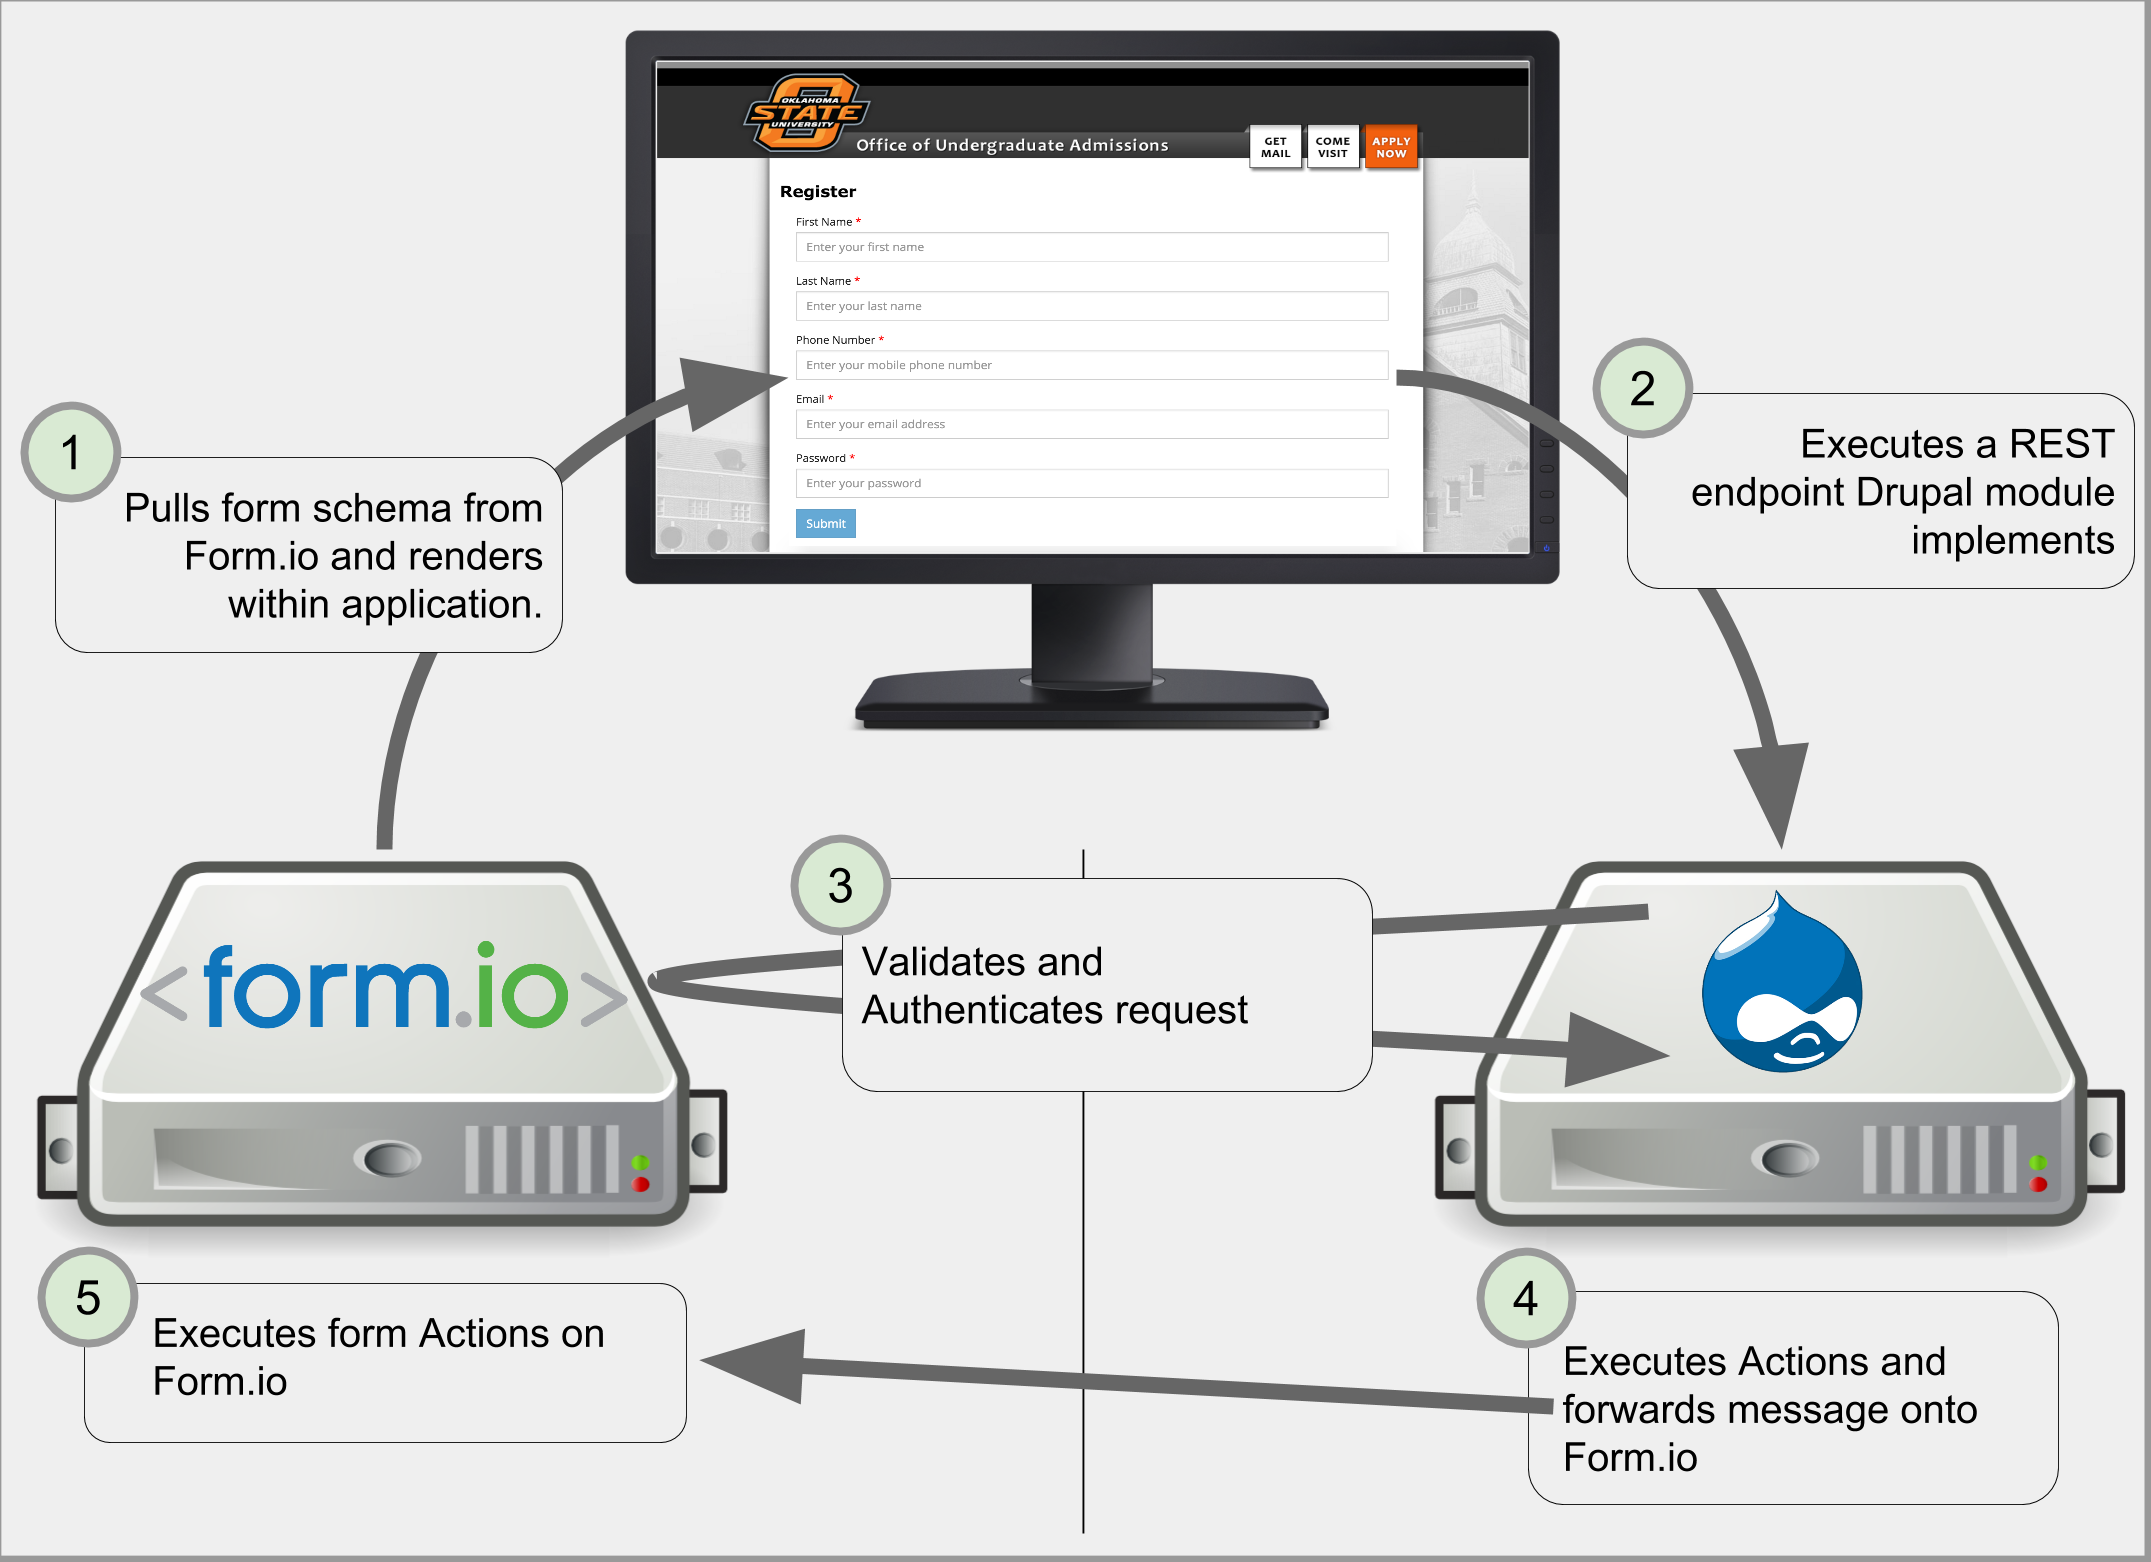 OKLAHOMA
STATE
UNIVERSITY
Office of Undergraduate Admissions
GET
MAIL
COME
VISIT
APPLY
NOW
Register
First Name *
Enter your first name
Last Name *
Enter your last name
Phone Number *
Enter your mobile phone number
Email *
Enter your email address
Password *
Enter your password
Submit
1
Pulls form schema from
Form.io and renders
within application.
2
Executes a REST
endpoint Drupal module
implements
3
Validates and
Authenticates request
<form.io>
4
Executes Actions and
forwards message onto
Form.io
5
Executes form Actions on
Form.io